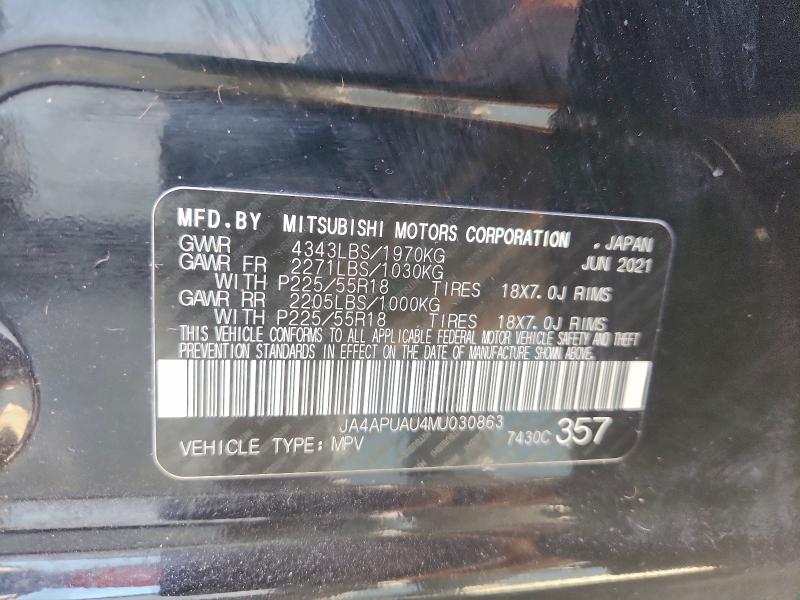 MFD.BY MITSUBISHI MOTORS CORPORATION , JAPAN
GVWR 4343LBS/1970KG JUN 2021
GAWR FR 2271LBS/1030KG
WITH P225/55R18 TIRES 18X7.0J RIMS
GAWR RR 2205LBS/1000KG
WITH P225/55R18 TIRES 18X7.0J RIMS
THIS VEHICLE CONFORMS TO ALL APPLICABLE FEDERAL MOTOR VEHICLE SAFETY AND THEFT
PREVENTION STANDARDS IN EFFECT ON THE DATE OF MANUFACTURE SHOWN ABOVE.
JA4APUAU4MU030863
VEHICLE TYPE: MPV 7430C 357